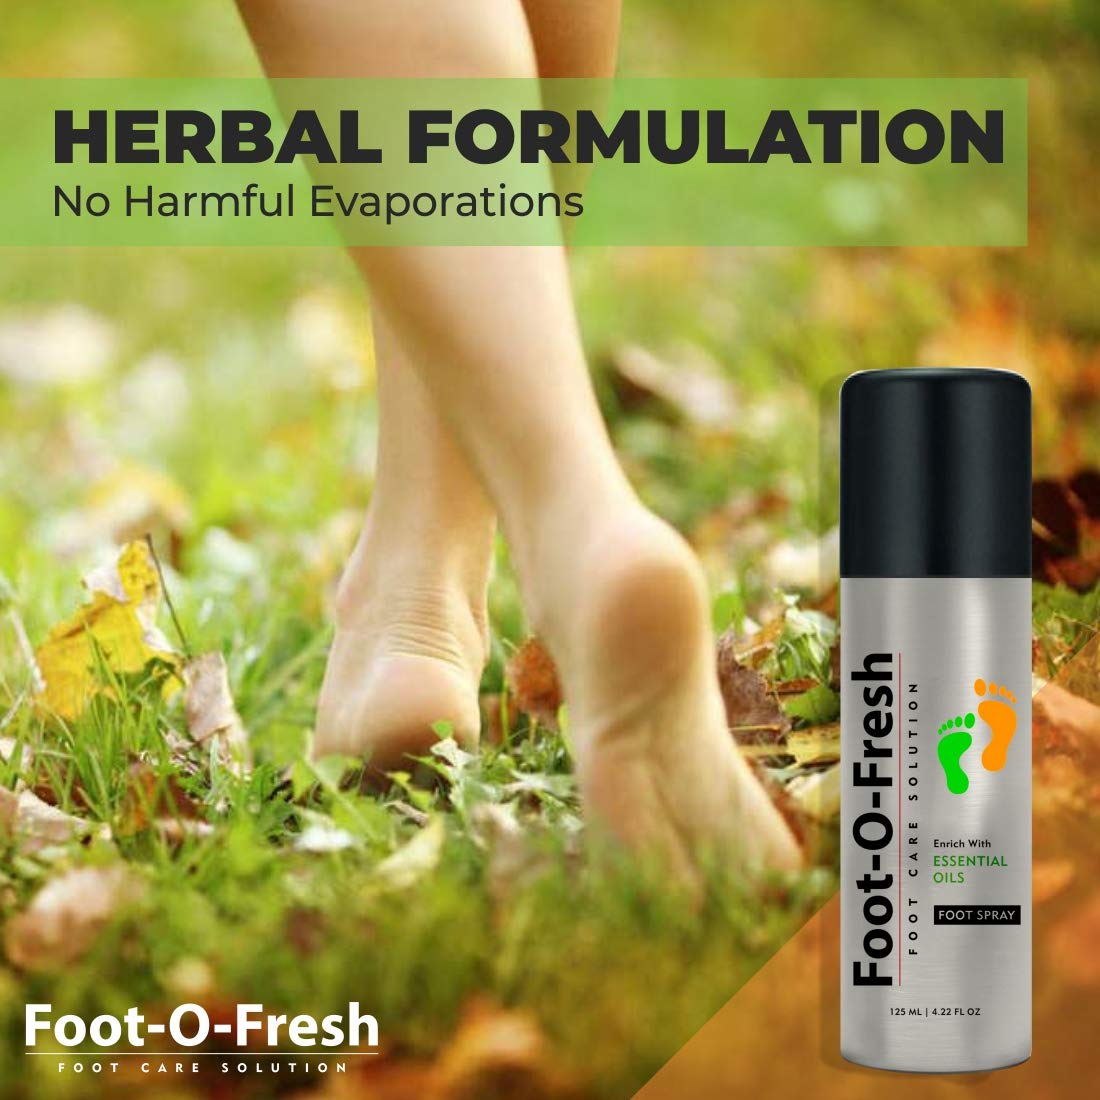 HERBAL FORMULATION
No Harmful Evaporations
Foot-O-Fresh
FOOT CARE SOLUTION
Enrich With
ESSENTIAL
OILS
FOOT SPRAY
125 ML | 4.22 FL OZ
Foot-O-Fresh
FOOT CARE SOLUTION